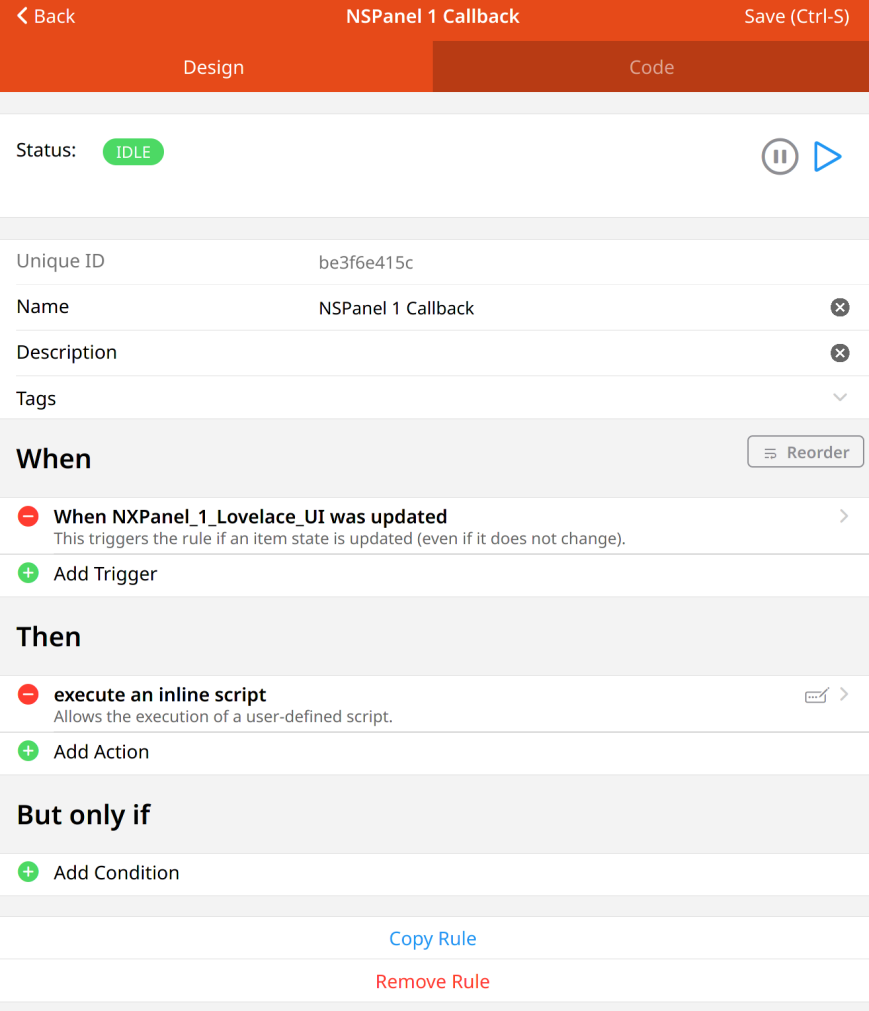 Back
NSPanel 1 Callback
Save (Ctrl-S)
Design
Code
Status:
IDLE
Unique ID
be3f6e415c
Name
NSPanel 1 Callback
Description
Tags
When
Reorder
When NXPanel_1_Lovelace_UI was updated
This triggers the rule if an item state is updated (even if it does not change).
Add Trigger
Then
execute an inline script
Allows the execution of a user-defined script.
Add Action
But only if
Add Condition
Copy Rule
Remove Rule